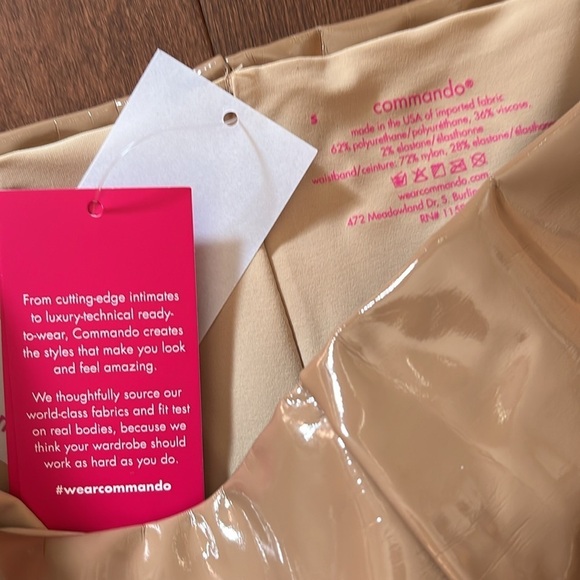 commando®
S
made in the USA of imported fabric
62% polyurethane/polyuréthane, 36% viscose,
2% elastane/élasthanne
waistband/ceinture: 72% nylon, 28% elastane/élasthanne
wearcommando.com
472 Meadowland Dr, S.
RN#
From cutting-edge intimates
to luxury-technical ready-
to-wear, Commando creates
the styles that make you look
and feel amazing.
We thoughtfully source our
world-class fabrics and fit test
on real bodies, because we
think your wardrobe should
work as hard as you do.
#wearcommando